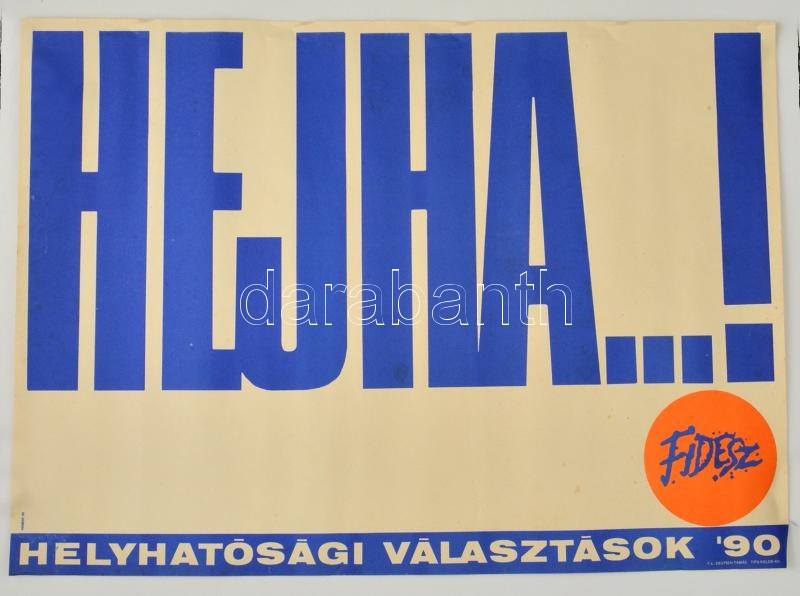 HEJHA...!
darabanth
FIDESZ
HELYHATÓSÁGI VÁLASZTÁSOK '90